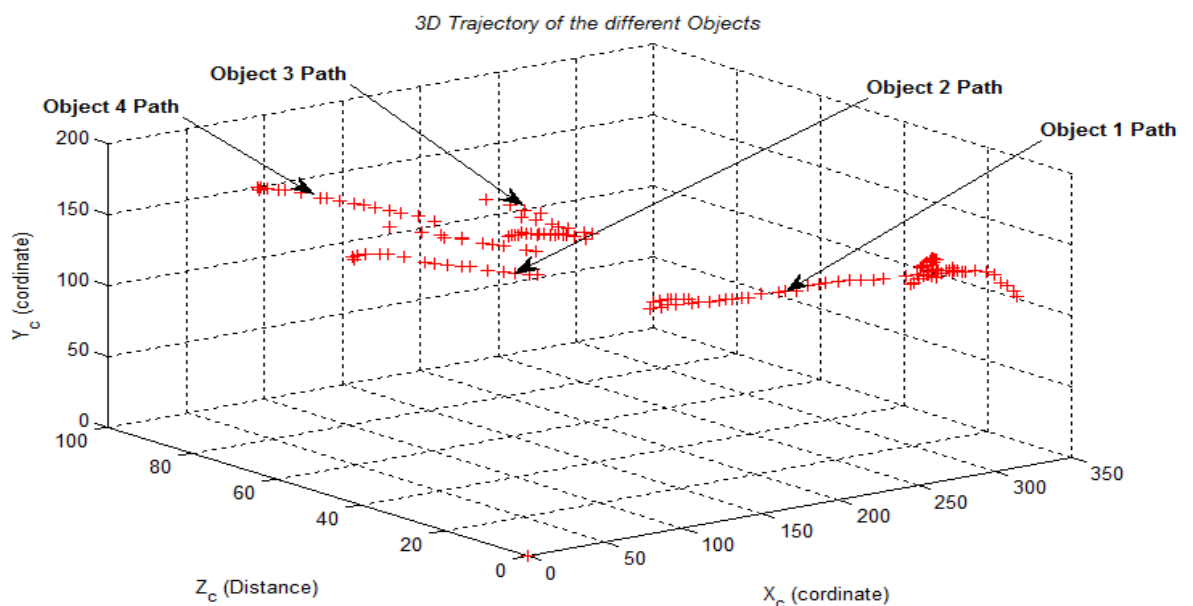 3D Trajectory of the different Objects
Object 3 Path
Object 4 Path
Object 2 Path
Object 1 Path
200
150
100
50
0
Y_c (cordinate)
100
80
60
40
20
0
Z_c (Distance)
0
50
100
150
200
250
300
350
X_c (cordinate)